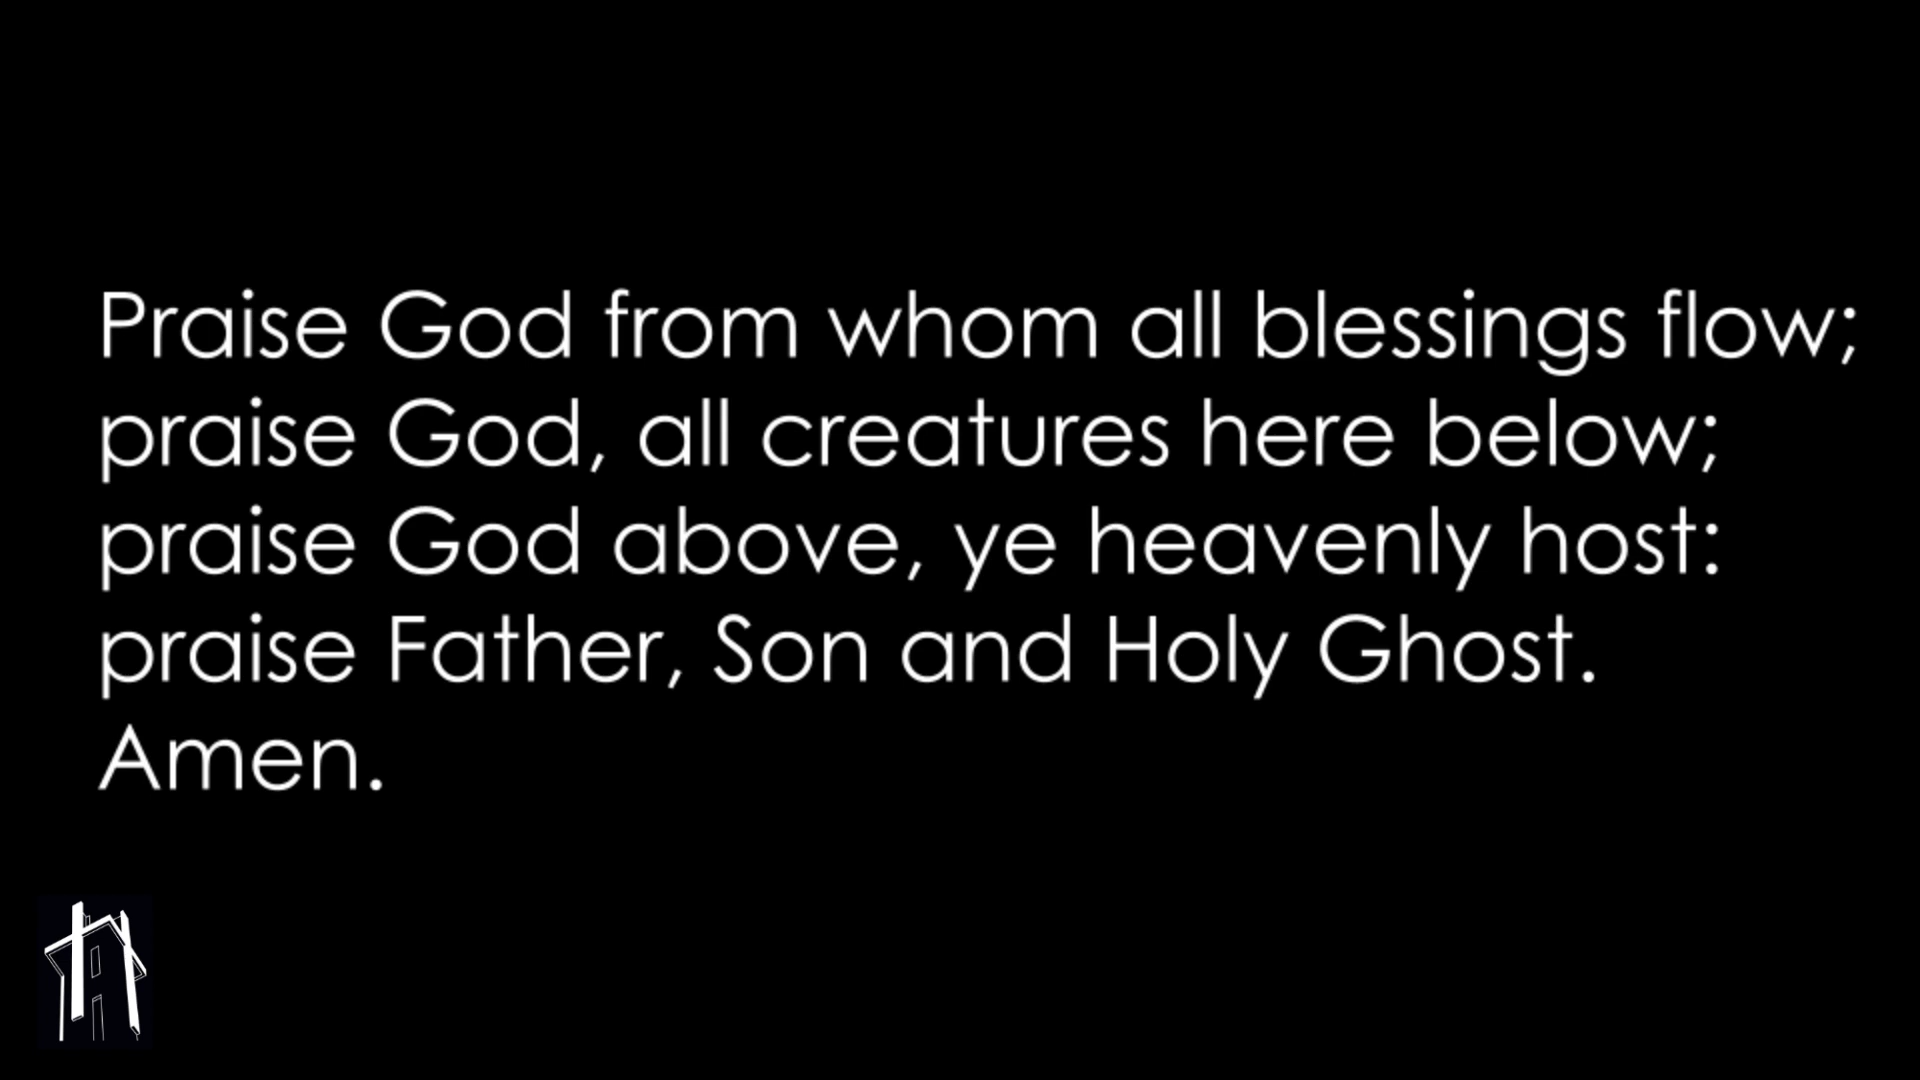 Praise God from whom all blessings flow;
praise God, all creatures here below;
praise God above, ye heavenly host:
praise Father, Son and Holy Ghost.
Amen.